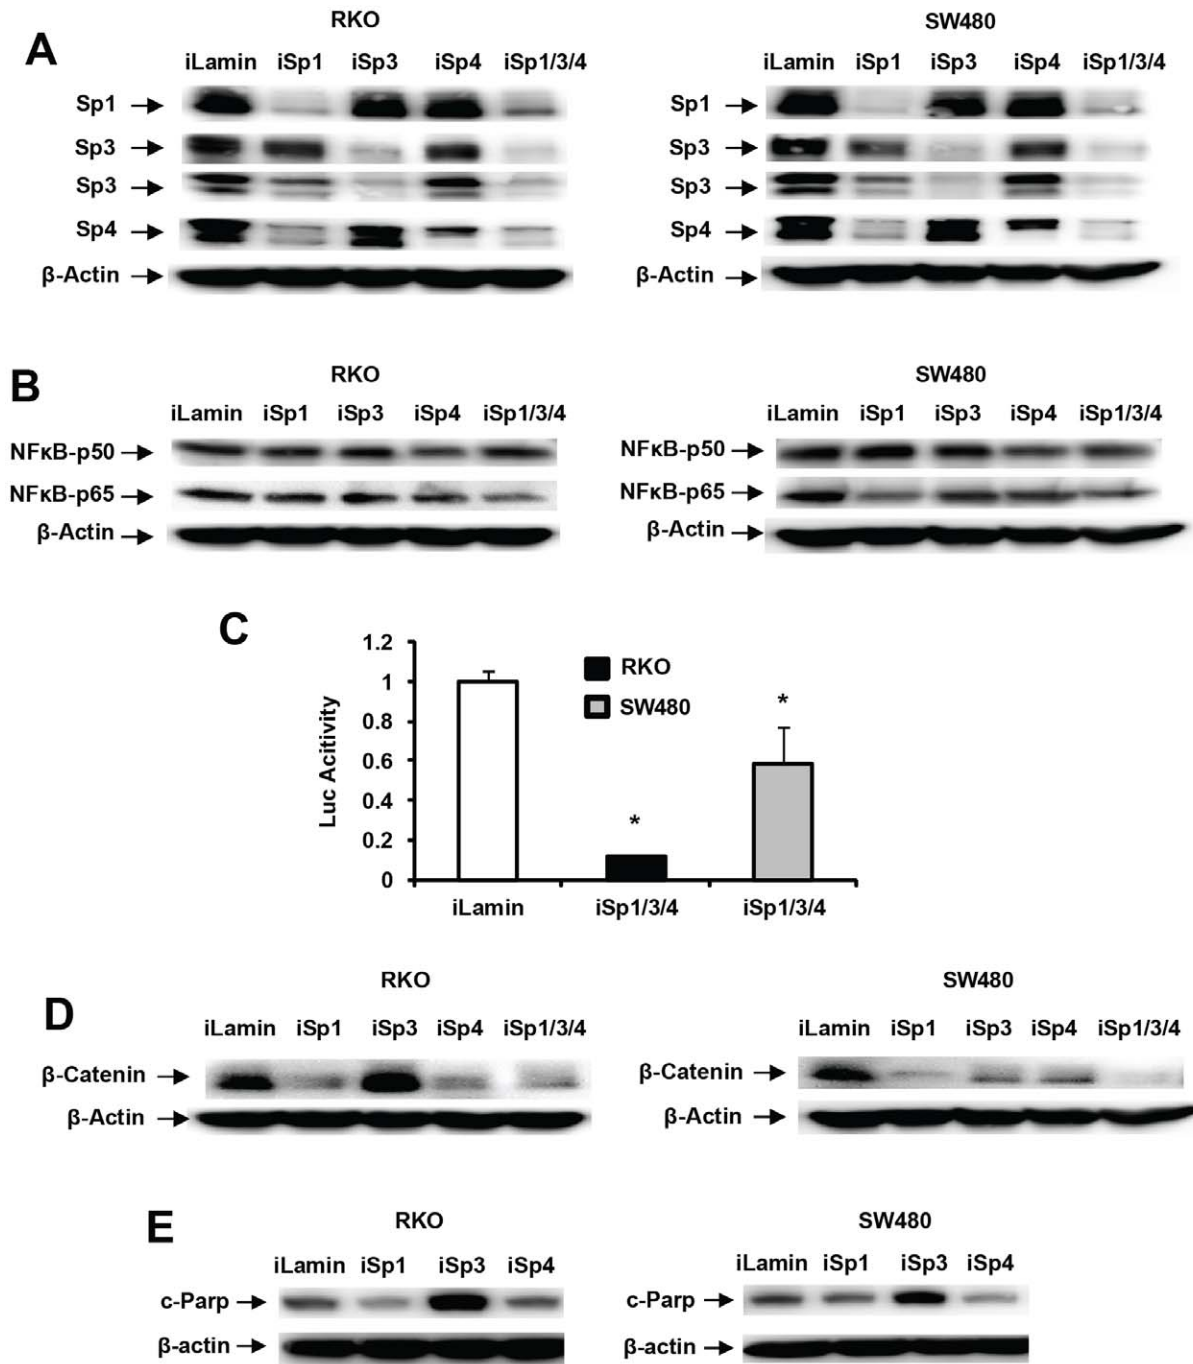 A
RKO
SW480
iLamin iSp1 iSp3 iSp4 iSp1/3/4
iLamin iSp1 iSp3 iSp4 iSp1/3/4
Sp1
Sp1
Sp3
Sp3
Sp3
Sp3
Sp4
Sp4
β-Actin
β-Actin
B
RKO
SW480
iLamin iSp1 iSp3 iSp4 iSp1/3/4
iLamin iSp1 iSp3 iSp4 iSp1/3/4
NFκB-p50
NFκB-p50
NFκB-p65
NFκB-p65
β-Actin
β-Actin
C
1.2
1
0.8
0.6
0.4
0.2
0
Luc Acitivity
RKO
SW480
*
*
iLamin iSp1/3/4 iSp1/3/4
D
RKO
SW480
iLamin iSp1 iSp3 iSp4 iSp1/3/4
iLamin iSp1 iSp3 iSp4 iSp1/3/4
β-Catenin
β-Catenin
β-Actin
β-Actin
E
RKO
SW480
iLamin iSp1 iSp3 iSp4
iLamin iSp1 iSp3 iSp4
c-Parp
c-Parp
β-actin
β-actin